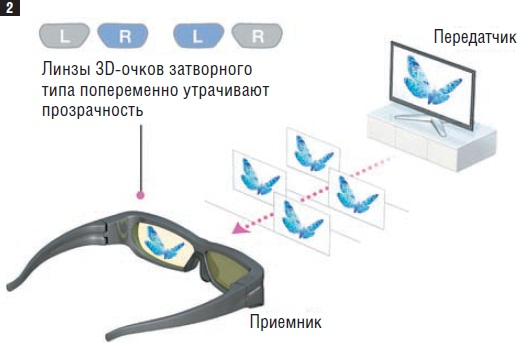 2
L R L R
Передатчик
Линзы 3D-очков затворного
типа попеременно утрачивают
прозрачность
Приемник